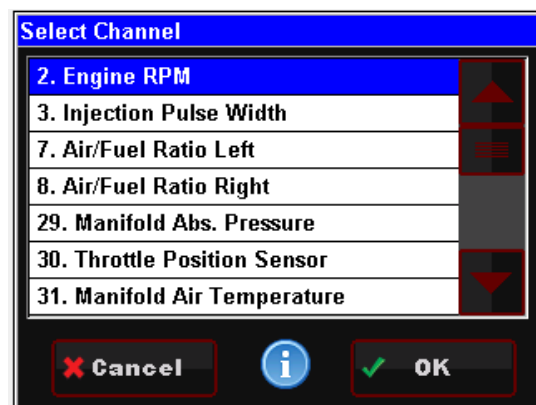 Select Channel
2. Engine RPM
3. Injection Pulse Width
7. Air/Fuel Ratio Left
8. Air/Fuel Ratio Right
29. Manifold Abs. Pressure
30. Throttle Position Sensor
31. Manifold Air Temperature
Cancel
i
OK